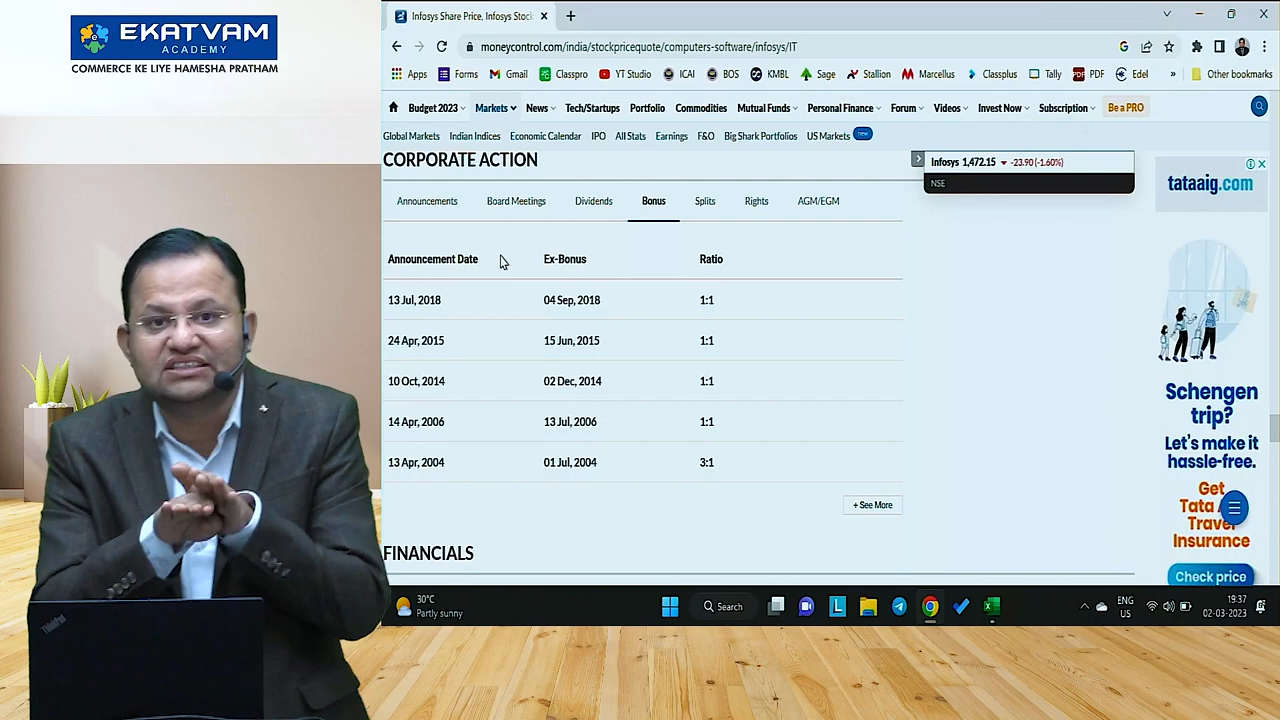 EKATVAM
ACADEMY
COMMERCE KE LIYE HAMESHA PRATHAM
Infosys Share Price, Infosys Stock
moneycontrol.com/india/stockpricequote/computers-software/infosys/IT
Apps Forms Gmail Classpro YT Studio ICAI BOS KMBL Sage Stallion Marcellus Classplus Tally PDF PDF Edel » Other bookmarks
Budget 2023 Markets News Tech/Startups Portfolio Commodities Mutual Funds Personal Finance Forum Videos Invest Now Subscription Be a PRO
Global Markets Indian Indices Economic Calendar IPO All Stats Earnings F&O Big Shark Portfolios US Markets new
CORPORATE ACTION
Infosys 1,472.15 -23.90 (-1.60%)
NSE
Announcements Board Meetings Dividends Bonus Splits Rights AGM/EGM
Announcement Date Ex-Bonus Ratio
13 Jul, 2018 04 Sep, 2018 1:1
24 Apr, 2015 15 Jun, 2015 1:1
10 Oct, 2014 02 Dec, 2014 1:1
14 Apr, 2006 13 Jul, 2006 1:1
13 Apr, 2004 01 Jul, 2004 3:1
+ See More
FINANCIALS
tataaig.com
Schengen
trip?
Let's make it
hassle-free.
Get
Tata
Travel
Insurance
Check price
ThinkPad
30°C
Partly sunny
Search
L
ENG
US
19:37
02-03-2023